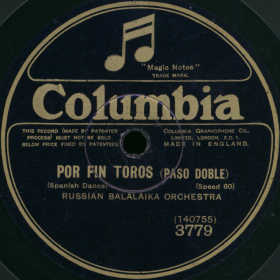 "Magic Notes"
TRADE MARK.
Columbia
THIS RECORD (MADE BY PATENTED
PROCESS) MUST NOT BE SOLD
BELOW PRICE FIXED BY PATENTEES
COLUMBIA GRAPHOPHONE CO.,
LIMITED, LONDON, E.C.1.
MADE IN ENGLAND.
POR FIN TOROS (PASO DOBLE)
(Spanish Dance) (Speed 80)
RUSSIAN BALALAIKA ORCHESTRA
(140755)
3779